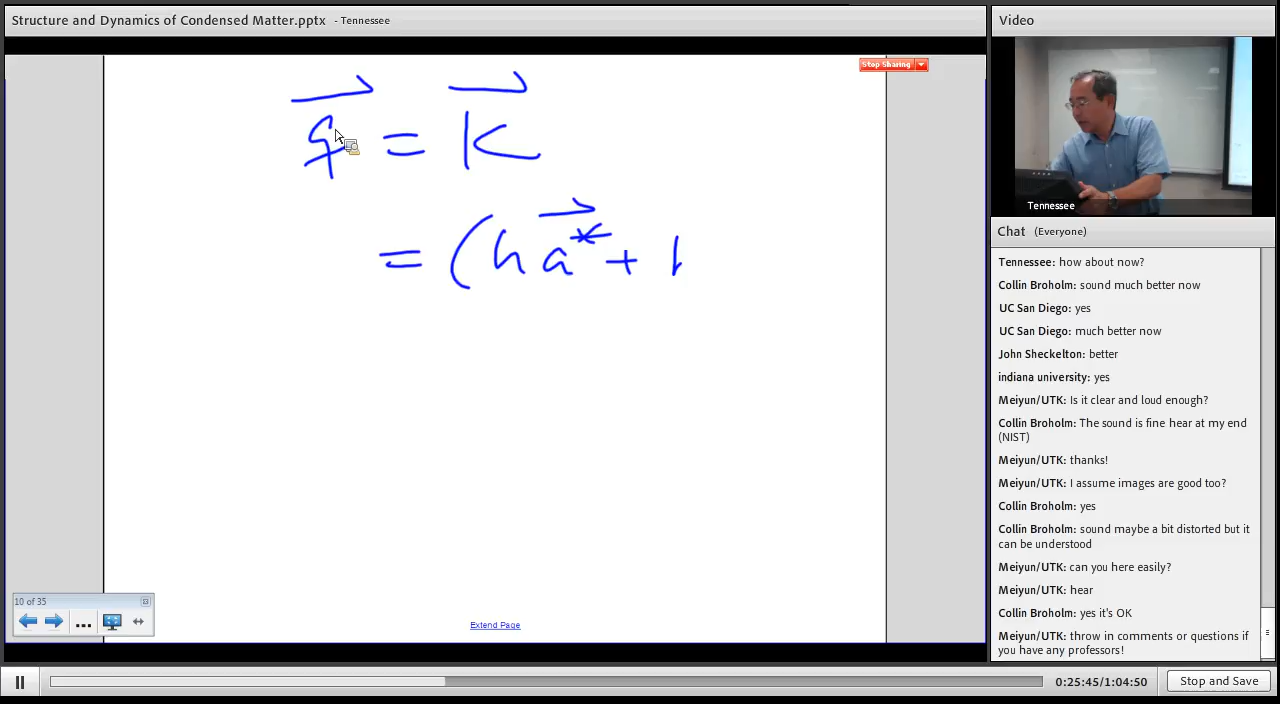 Structure and Dynamics of Condensed Matter.pptx - Tennessee
Stop Sharing
q⃗ = K⃗
= (h a⃗* +
10 of 35
...
Extend Page
Video
Tennessee
Chat (Everyone)
Tennessee: how about now?
Collin Broholm: sound much better now
UC San Diego: yes
UC San Diego: much better now
John Sheckelton: better
indiana university: yes
Meiyun/UTK: Is it clear and loud enough?
Collin Broholm: The sound is fine hear at my end
(NIST)
Meiyun/UTK: thanks!
Meiyun/UTK: I assume images are good too?
Collin Broholm: yes
Collin Broholm: sound maybe a bit distorted but it
can be understood
Meiyun/UTK: can you here easily?
Meiyun/UTK: hear
Collin Broholm: yes it's OK
Meiyun/UTK: throw in comments or questions if
you have any professors!
0:25:45/1:04:50
Stop and Save